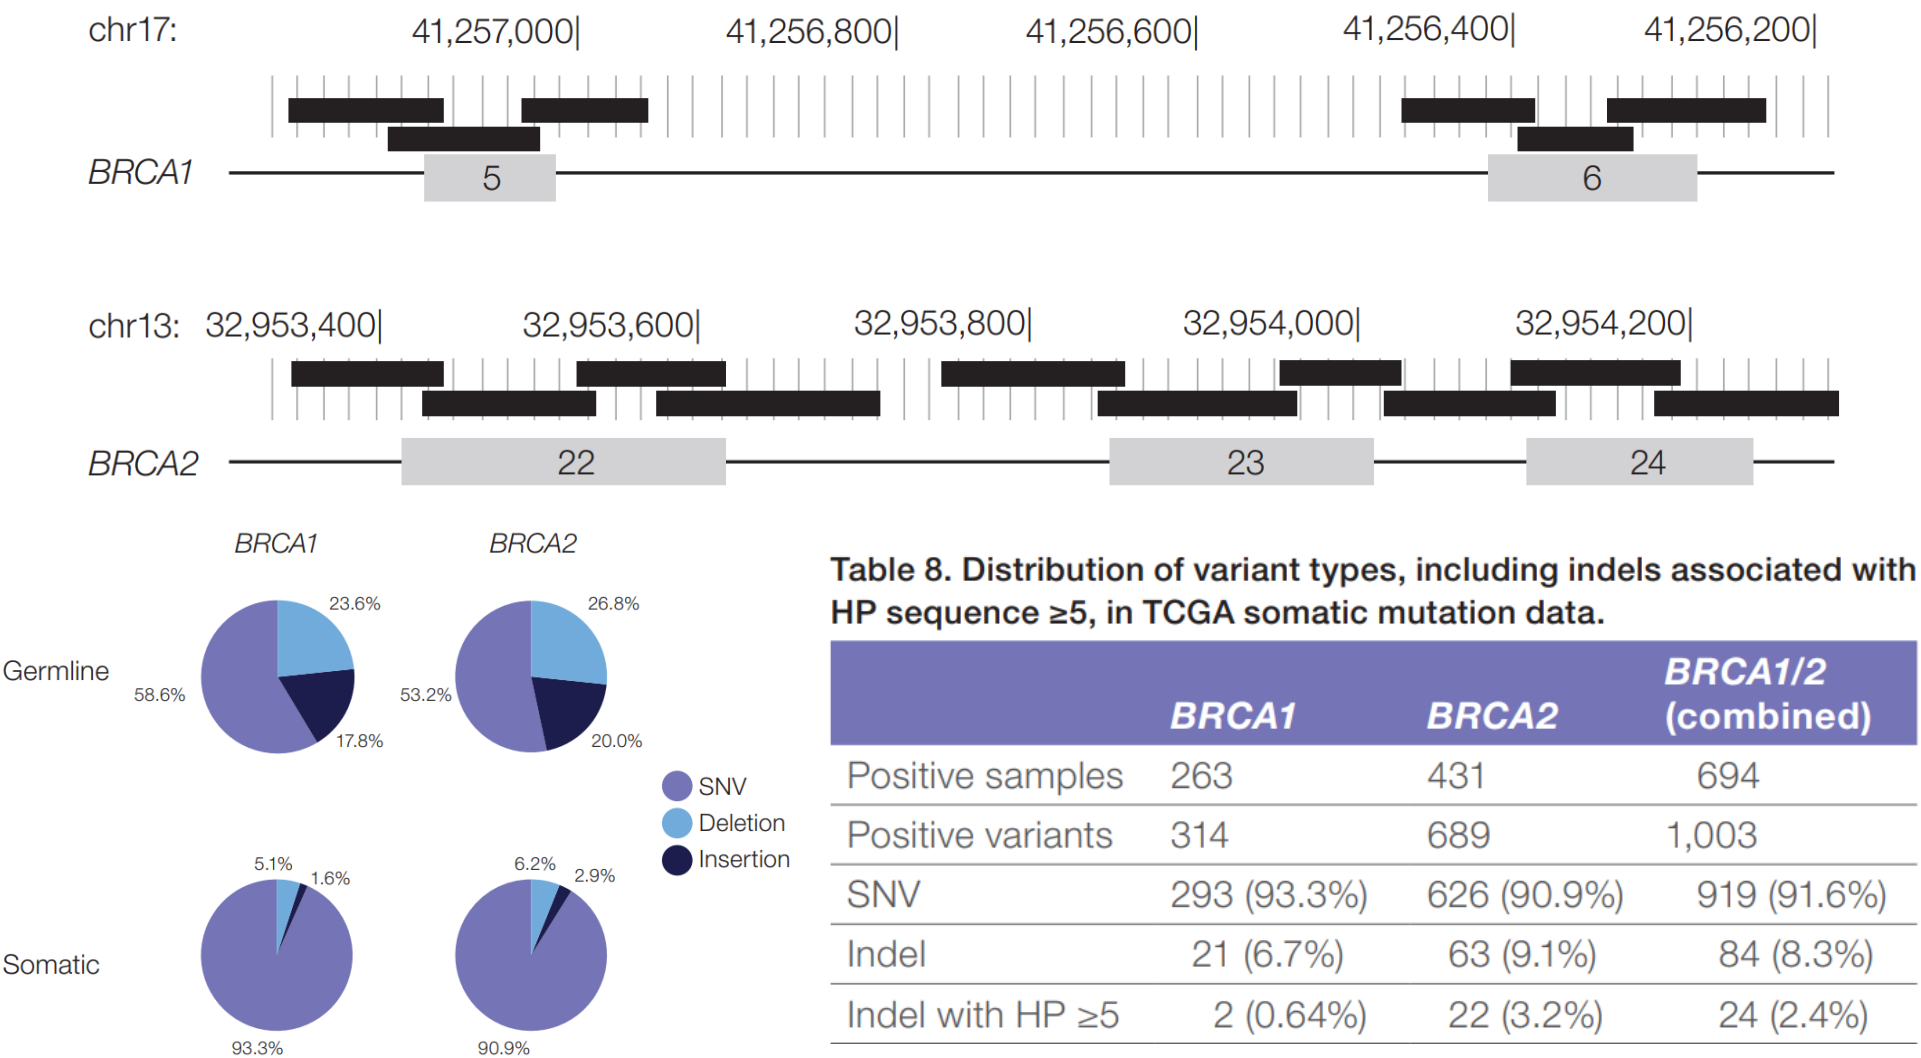 chr17: 41,257,000| 41,256,800| 41,256,600| 41,256,400| 41,256,200|
BRCA1 5 6
chr13: 32,953,400| 32,953,600| 32,953,800| 32,954,000| 32,954,200|
BRCA2 22 23 24
BRCA1 BRCA2
Germline
23.6%
58.6%
17.8%
26.8%
53.2%
20.0%
SNV
Deletion
Insertion
Somatic
5.1%
1.6%
93.3%
6.2%
2.9%
90.9%
Table 8. Distribution of variant types, including indels associated with
HP sequence ≥5, in TCGA somatic mutation data.
BRCA1 BRCA2 BRCA1/2
(combined)
Positive samples 263 431 694
Positive variants 314 689 1,003
SNV 293 (93.3%) 626 (90.9%) 919 (91.6%)
Indel 21 (6.7%) 63 (9.1%) 84 (8.3%)
Indel with HP ≥5 2 (0.64%) 22 (3.2%) 24 (2.4%)